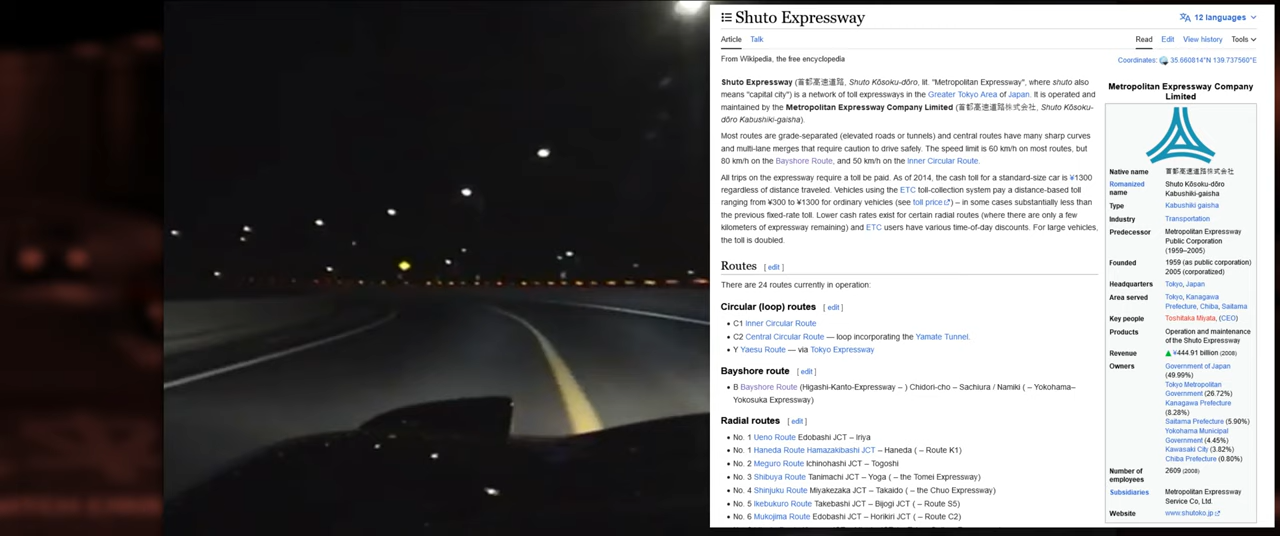 Shuto Expressway
12 languages
Article Talk
Read Edit View history Tools
From Wikipedia, the free encyclopedia
Coordinates: 35.660814°N 139.737560°E
Shuto Expressway (首都高速道路, Shuto Kōsoku-dōro, lit. "Metropolitan Expressway", where shuto also
means "capital city") is a network of toll expressways in the Greater Tokyo Area of Japan. It is operated and
maintained by the Metropolitan Expressway Company Limited (首都高速道路株式会社, Shuto Kōsoku-
dōro Kabushiki-gaisha).
Most routes are grade-separated (elevated roads or tunnels) and central routes have many sharp curves
and multi-lane merges that require caution to drive safely. The speed limit is 60 km/h on most routes, but
80 km/h on the Bayshore Route, and 50 km/h on the Inner Circular Route.
All trips on the expressway require a toll be paid. As of 2014, the cash toll for a standard-size car is ¥1300
regardless of distance traveled. Vehicles using the ETC toll-collection system pay a distance-based toll
ranging from ¥300 to ¥1300 for ordinary vehicles (see toll price) – in some cases substantially less than
the previous fixed-rate toll. Lower cash rates exist for certain radial routes (where there are only a few
kilometers of expressway remaining) and ETC users have various time-of-day discounts. For large vehicles,
the toll is doubled.
Routes [ edit ]
There are 24 routes currently in operation:
Circular (loop) routes [ edit ]
• C1 Inner Circular Route
• C2 Central Circular Route — loop incorporating the Yamate Tunnel.
• Y Yaesu Route — via Tokyo Expressway
Bayshore route [ edit ]
• B Bayshore Route (Higashi-Kanto-Expressway – ) Chidori-cho – Sachiura / Namiki ( – Yokohama–
Yokosuka Expressway)
Radial routes [ edit ]
• No. 1 Ueno Route Edobashi JCT – Iriya
• No. 1 Haneda Route Hamazakibashi JCT – Haneda ( – Route K1)
• No. 2 Meguro Route Ichinohashi JCT – Togoshi
• No. 3 Shibuya Route Tanimachi JCT – Yoga ( – the Tomei Expressway)
• No. 4 Shinjuku Route Miyakezaka JCT – Takaido ( – the Chuo Expressway)
• No. 5 Ikebukuro Route Takebashi JCT – Bijogi JCT ( – Route S5)
• No. 6 Mukojima Route Edobashi JCT – Horikiri JCT ( – Route C2)
Metropolitan Expressway Company
Limited
Native name 首都高速道路株式会社
Romanized name Shuto Kōsoku-dōro
Kabushiki-gaisha
Type Kabushiki gaisha
Industry Transportation
Predecessor Metropolitan Expressway
Public Corporation
(1959–2005)
Founded 1959 (as public corporation)
2005 (corporatized)
Headquarters Tokyo, Japan
Area served Tokyo, Kanagawa
Prefecture, Chiba, Saitama
Key people Toshitaka Miyata, (CEO)
Products Operation and maintenance
of the Shuto Expressway
Revenue ▲ ¥444.91 billion (2008)
Owners Government of Japan
(49.99%)
Tokyo Metropolitan
Government (26.72%)
Kanagawa Prefecture
(8.28%)
Saitama Prefecture (5.90%)
Yokohama Municipal
Government (4.45%)
Kawasaki City (3.82%)
Chiba Prefecture (0.80%)
Number of employees 2609 (2008)
Subsidiaries Metropolitan Expressway
Service Co, Ltd.
Website www.shutoko.jp